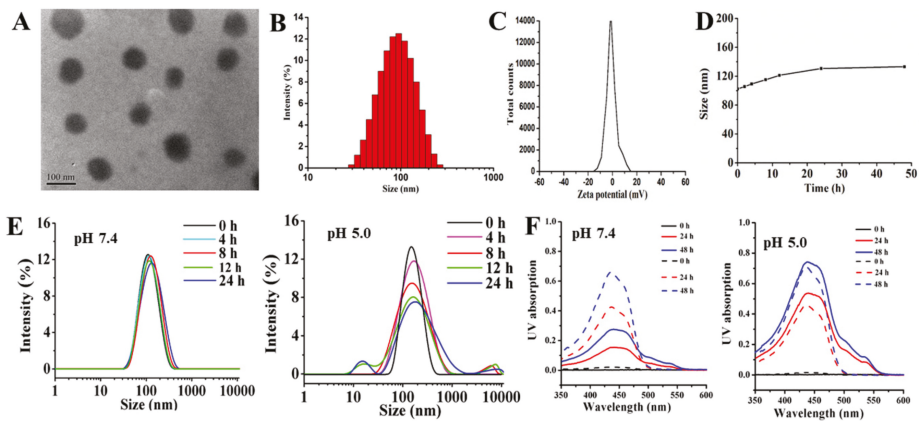 A
100 nm
B
Intensity (%)
14
12
10
8
6
4
2
0
10
100
1000
Size (nm)
C
Total counts
14000
12000
10000
8000
6000
4000
2000
0
-60
-40
-20
0
20
40
60
Zeta potential (mV)
D
Size (nm)
200
160
120
80
40
0
0
10
20
30
40
50
Time (h)
E
pH 7.4
0 h
4 h
8 h
12 h
24 h
Intensity (%)
16
12
8
4
0
1
10
100
1000
10000
Size (nm)
pH 5.0
0 h
4 h
8 h
12 h
24 h
Intensity (%)
16
12
8
4
0
1
10
100
1000
10000
Size (nm)
F
pH 7.4
0 h
24 h
48 h
0 h
24 h
48 h
UV absorption
1.0
0.8
0.6
0.4
0.2
0.0
350
400
450
500
550
600
Wavelength (nm)
pH 5.0
0 h
24 h
48 h
0 h
24 h
48 h
UV absorption
1.0
0.8
0.6
0.4
0.2
0.0
350
400
450
500
550
600
Wavelength (nm)